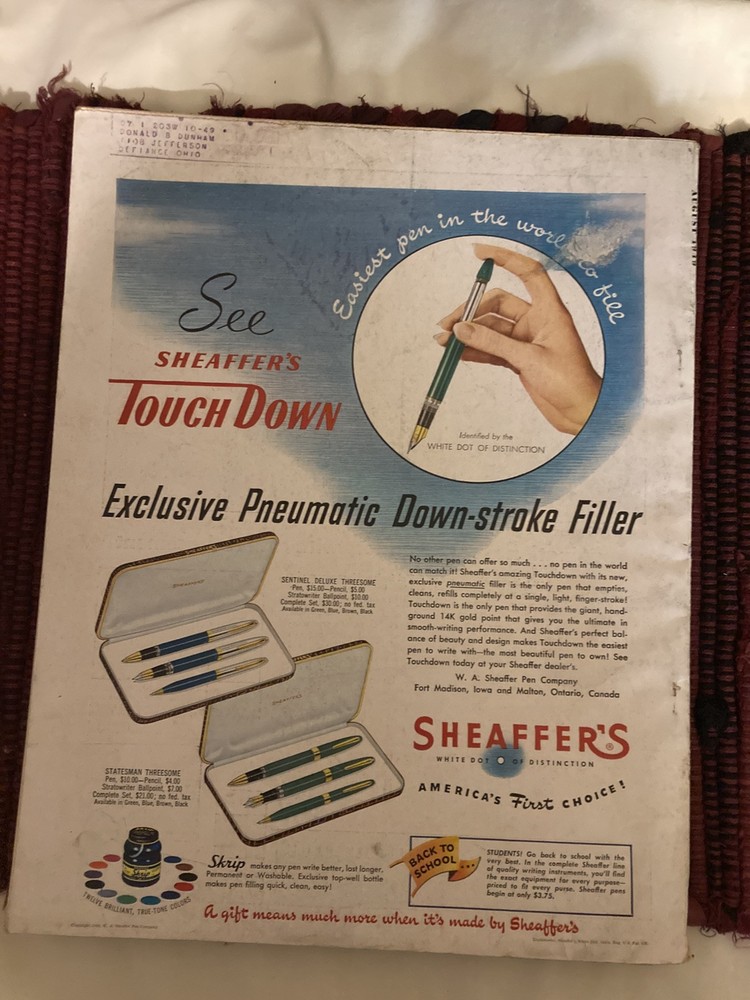 10-49
DONALD B DUNHAM
JEFFERSON
DEFIANCE OHIO
Easiest pen in the world to fill
See
SHEAFFER'S
TOUCHDOWN
Identified by the
WHITE DOT OF DISTINCTION
Exclusive Pneumatic Down-stroke Filler
SHEAFFER'S
SENTINEL DELUXE THREESOME
Pen, $15.00—Pencil, $5.00
Stratowriter Ballpoint, $10.00
Complete Set, $30.00; no fed. tax
Available in Green, Blue, Brown, Black
No other pen can offer so much . . . no pen in the world
can match it! Sheaffer's amazing Touchdown with its new,
exclusive pneumatic filler is the only pen that empties,
cleans, refills completely at a single, light, finger-stroke!
Touchdown is the only pen that provides the giant, hand-
ground 14K gold point that gives you the ultimate in
smooth-writing performance. And Sheaffer's perfect bal-
ance of beauty and design makes Touchdown the easiest
pen to write with—the most beautiful pen to own! See
Touchdown today at your Sheaffer dealer's.
W. A. Sheaffer Pen Company
Fort Madison, Iowa and Malton, Ontario, Canada
SHEAFFER'S®
WHITE DOT OF DISTINCTION
AMERICA'S First CHOICE!
STATESMAN THREESOME
Pen, $10.00—Pencil, $4.00
Stratowriter Ballpoint, $7.00
Complete Set, $21.00; no fed. tax
Available in Green, Blue, Brown, Black
Skrip
TWELVE BRILLIANT, TRUE-TONE COLORS
Skrip makes any pen write better, last longer.
Permanent or Washable. Exclusive top-well bottle
makes pen filling quick, clean, easy!
BACK TO
SCHOOL...
STUDENTS! Go back to school with the
very best. In the complete Sheaffer line
of quality writing instruments, you'll find
the exact equipment for every purpose—
priced to fit every purse. Sheaffer pens
begin at only $3.75.
A gift means much more when it's made by Sheaffer's